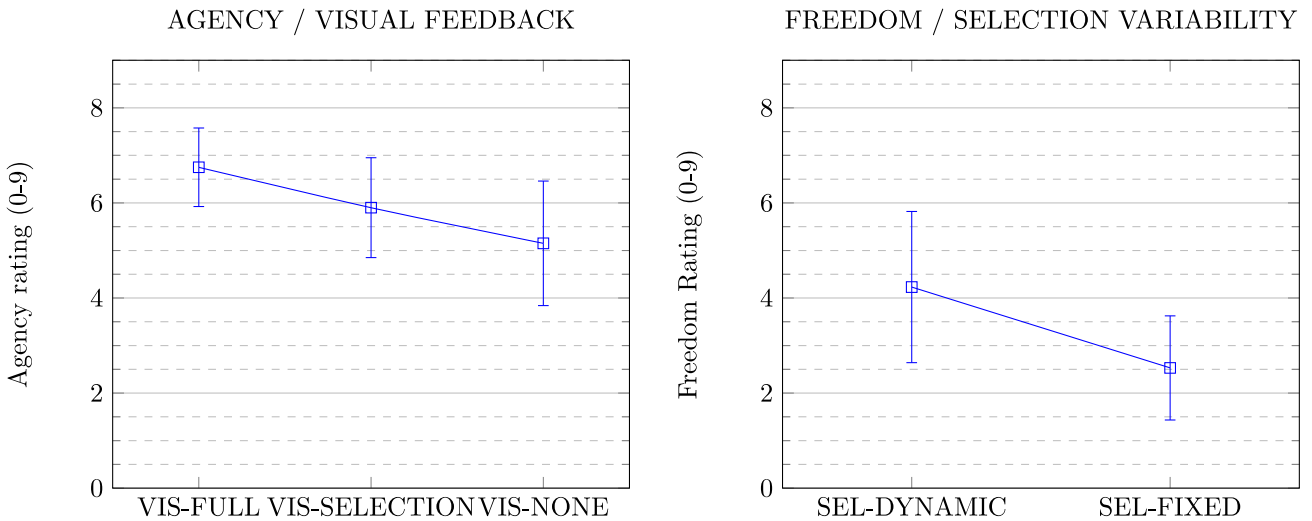 AGENCY / VISUAL FEEDBACK
Agency rating (0-9)
8
6
4
2
0
VIS-FULL VIS-SELECTION VIS-NONE
FREEDOM / SELECTION VARIABILITY
Freedom Rating (0-9)
8
6
4
2
0
SEL-DYNAMIC SEL-FIXED